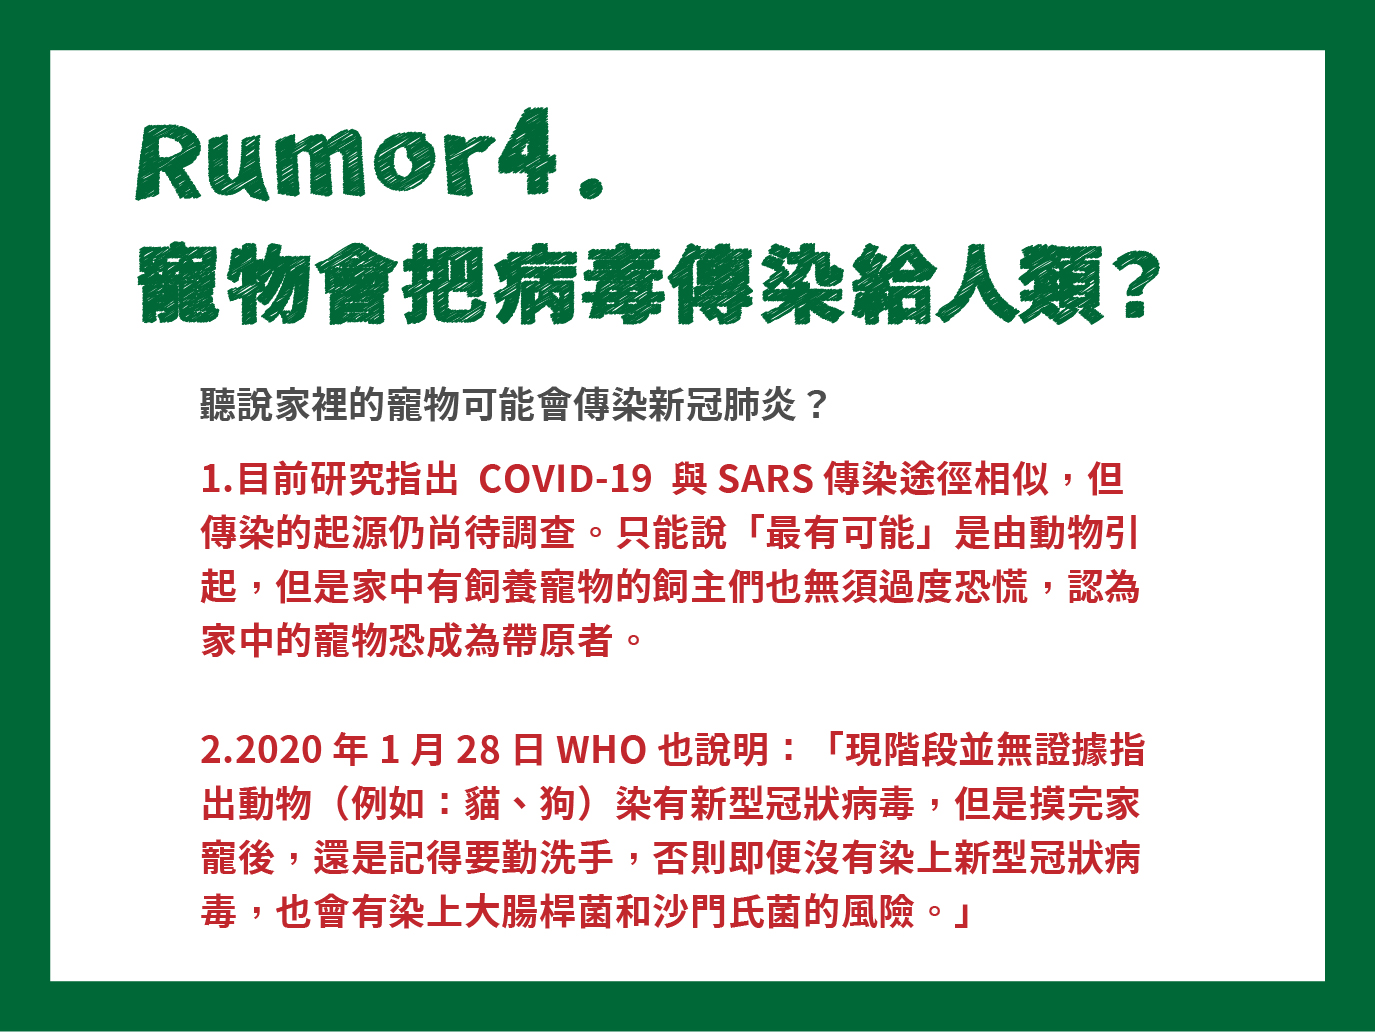 Rumor4.
寵物會把病毒傳染給人類?
聽說家裡的寵物可能會傳染新冠肺炎？
1.目前研究指出 COVID-19 與 SARS 傳染途徑相似，但
傳染的起源仍尚待調查。只能說「最有可能」是由動物引
起，但是家中有飼養寵物的飼主們也無須過度恐慌，認為
家中的寵物恐成為帶原者。
2.2020 年 1 月 28 日 WHO 也說明：「現階段並無證據指
出動物（例如：貓、狗）染有新型冠狀病毒，但是摸完家
寵後，還是記得要勤洗手，否則即便沒有染上新型冠狀病
毒，也會有染上大腸桿菌和沙門氏菌的風險。」